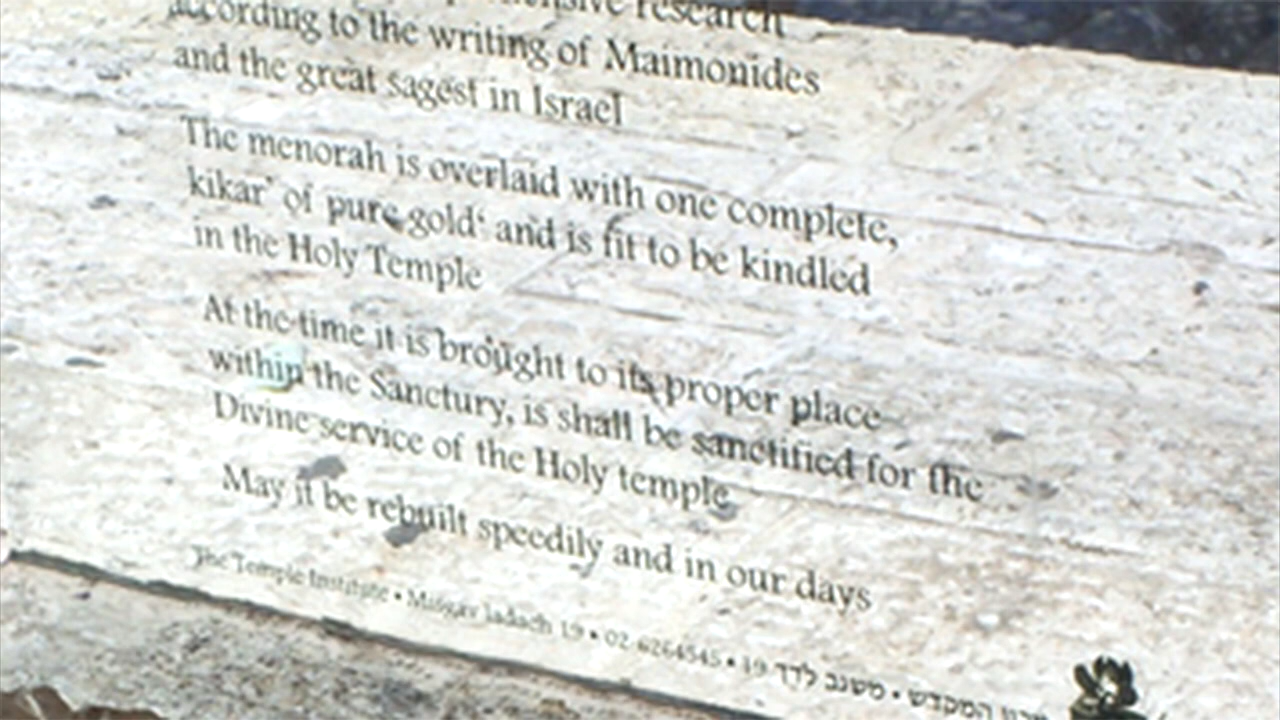 research
according to the writing of Maimonides
and the great sagest in Israel
The menorah is overlaid with one complete,
kikar' of pure gold' and is fit to be kindled
in the Holy Temple
At the time it is brought to its proper place
within the Sanctury, is shall be sanctified for the
Divine service of the Holy temple
May it be rebuilt speedily and in our days
The Temple Institute • Misgav ladach 19 • 02-6264545 • 19 משגב לדך • מכון המקדש